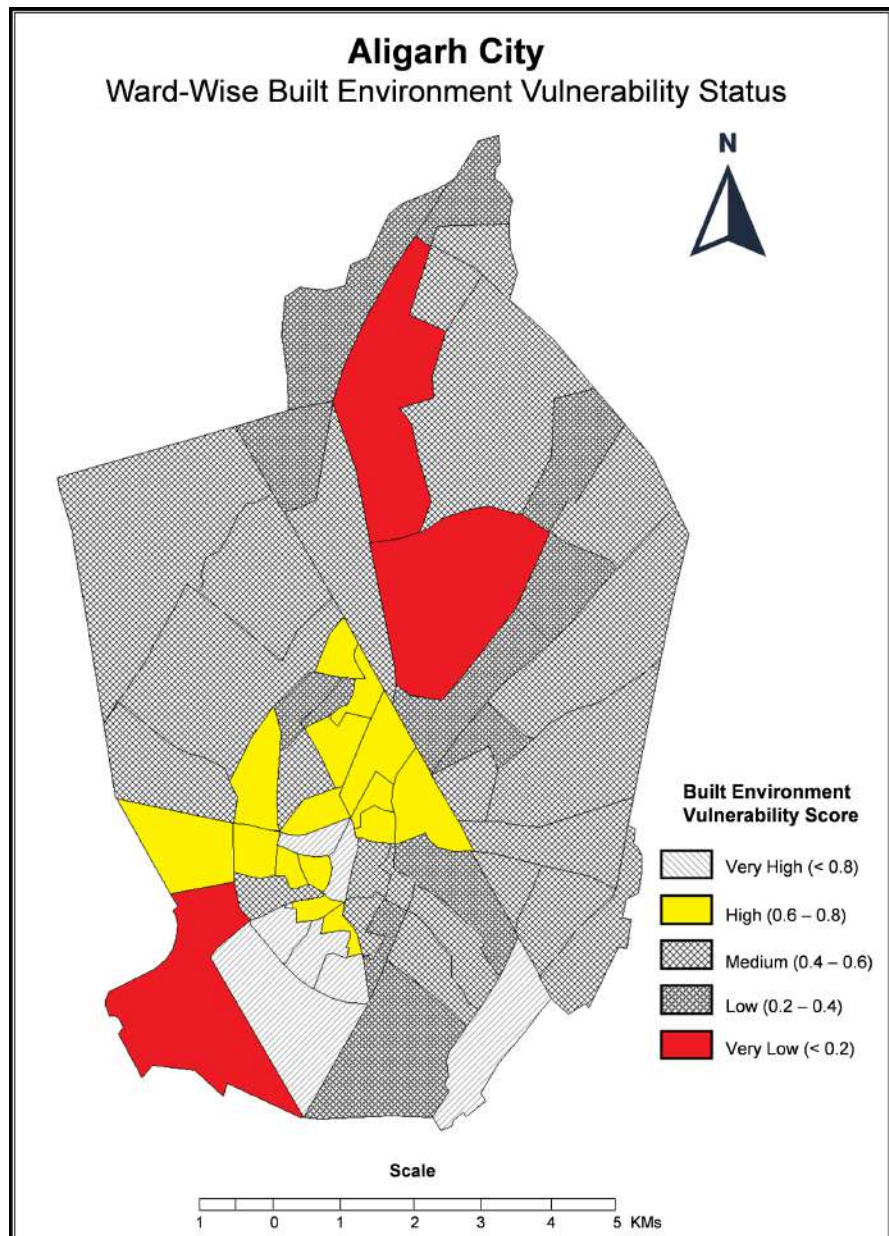 Aligarh City
Ward-Wise Built Environment Vulnerability Status
N
Built Environment
Vulnerability Score
Very High (< 0.8)
High (0.6 – 0.8)
Medium (0.4 – 0.6)
Low (0.2 – 0.4)
Very Low (< 0.2)
Scale
1 0 1 2 3 4 5 KMs